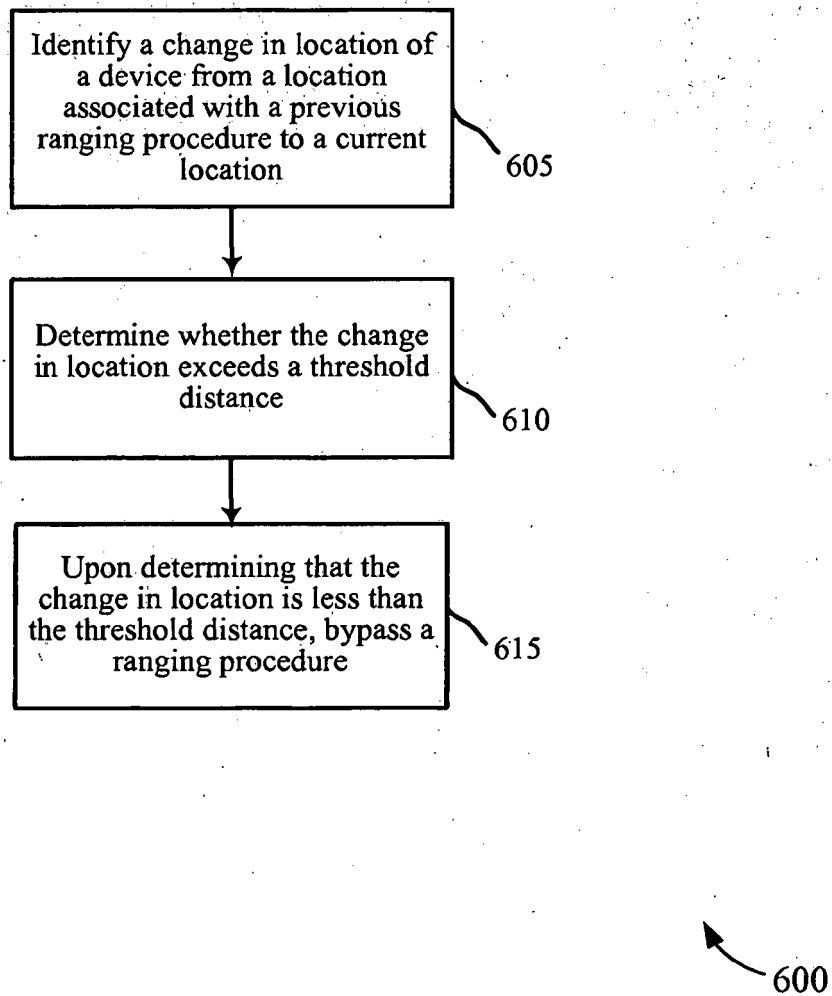 Identify a change in location of
a device from a location
associated with a previous
ranging procedure to a current
location
605
Determine whether the change
in location exceeds a threshold
distance
610
Upon determining that the
change in location is less than
the threshold distance, bypass a
ranging procedure
615
600